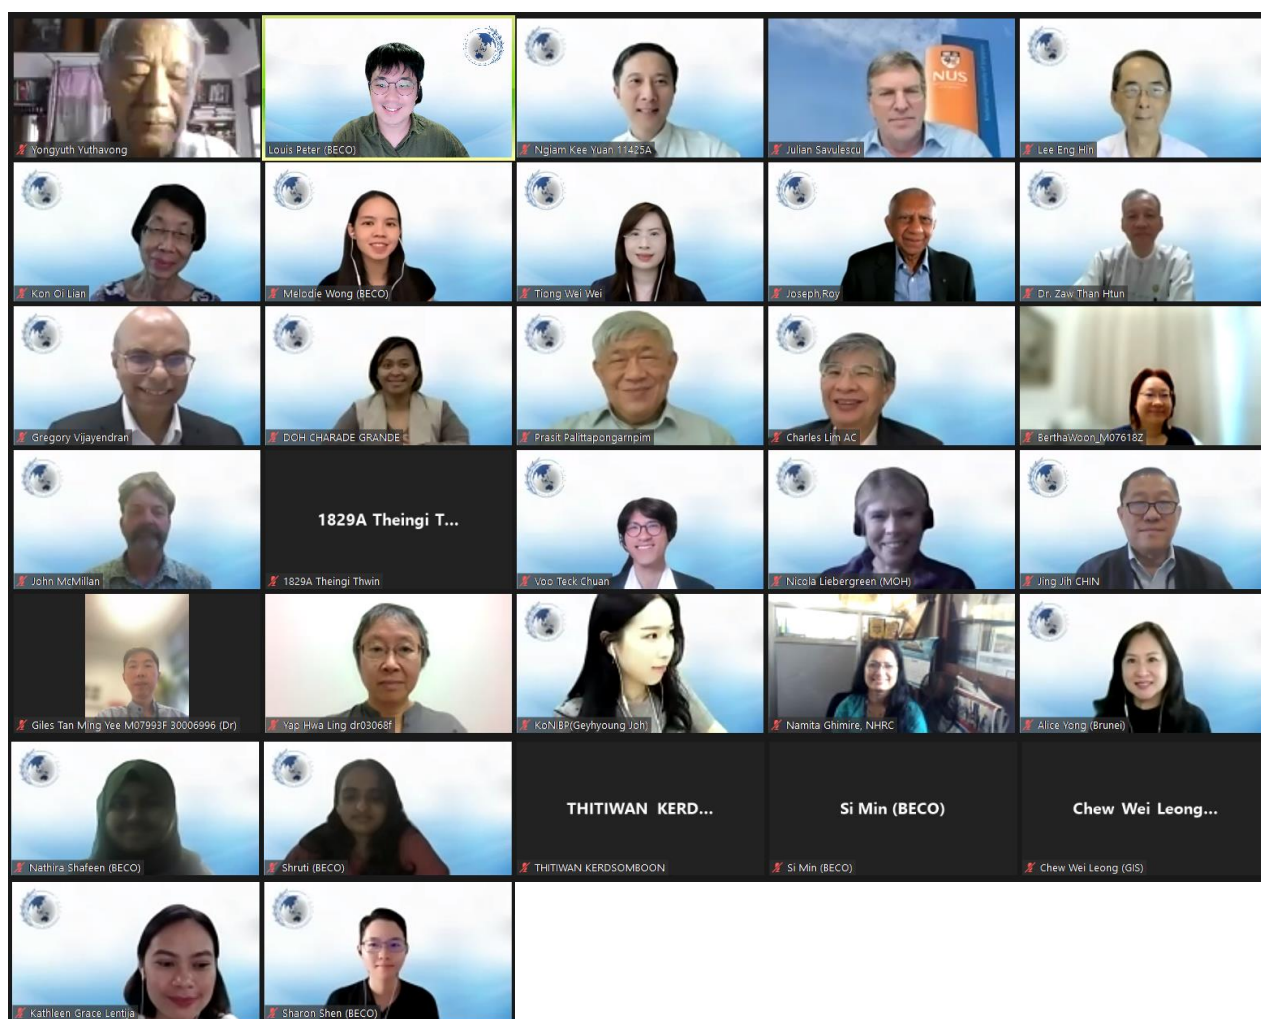 Yongyuth Yuthavong
Louis Peter (BECO)
Ngiam Kee Yuan 11425A
NUS
Julian Savulescu
Lee Eng Hin
Kon Oi Lian
Melodie Wong (BECO)
Tiong Wei Wei
Joseph,Roy
Dr. Zaw Than Htun
Gregory Vijayendran
DOH CHARADE GRANDE
Prasit Palittapongarnpim
Charles Lim AC
BerthaWoon_M07618Z
John McMillan
1829A Theingi T...
1829A Theingi Thwin
Voo Teck Chuan
Nicola Liebergreen (MOH)
Jing Jih CHIN
Giles Tan Ming Yee M07993F 30006996 (Dr)
Yap Hwa Ling dr03068f
KoNIBP(Geyhyoung Joh)
Namita Ghimire, NHRC
Alice Yong (Brunei)
Nathira Shafeen (BECO)
Shruti (BECO)
THITIWAN KERD...
THITIWAN KERDSOMBOON
Si Min (BECO)
Si Min (BECO)
Chew Wei Leong...
Chew Wei Leong (GIS)
Kathleen Grace Lentija
Sharon Shen (BECO)